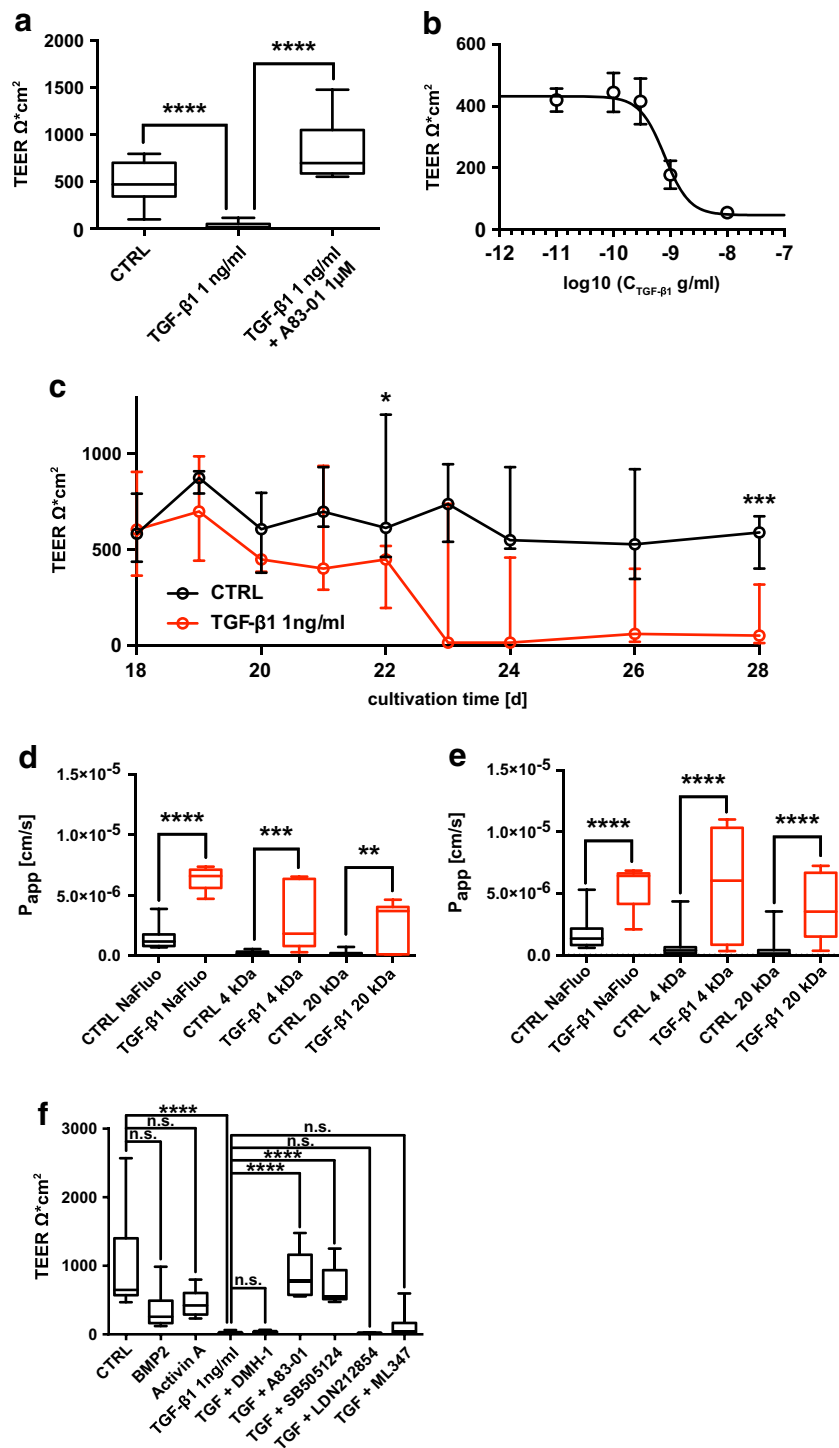 a
2000
1500
1000
500
0
TEER Ω*cm²
****
****
CTRL
TGF-β1 1 ng/ml
TGF-β1 1 ng/ml
+ A83-01 1µM
b
600
400
200
0
TEER Ω*cm²
-12 -11 -10 -9 -8 -7
log10 (C TGF-β1 g/ml)
c
1000
500
0
TEER Ω*cm²
*
***
CTRL
TGF-β1 1ng/ml
18 20 22 24 26 28
cultivation time [d]
d
1.5×10⁻⁵
1.0×10⁻⁵
5.0×10⁻⁶
0.0
Papp [cm/s]
****
***
**
CTRL NaFluo
TGF-β1 NaFluo
CTRL 4 kDa
TGF-β1 4 kDa
CTRL 20 kDa
TGF-β1 20 kDa
e
1.5×10⁻⁵
1.0×10⁻⁵
5.0×10⁻⁶
0.0
Papp [cm/s]
****
****
****
CTRL NaFluo
TGF-β1 NaFluo
CTRL 4 kDa
TGF-β1 4 kDa
CTRL 20 kDa
TGF-β1 20 kDa
f
3000
2000
1000
0
TEER Ω*cm²
****
n.s.
n.s.
n.s.
n.s.
****
****
n.s.
CTRL
BMP2
Activin A
TGF-β1 1ng/ml
TGF + DMH-1
TGF + A83-01
TGF + SB505124
TGF + LDN212854
TGF + ML347